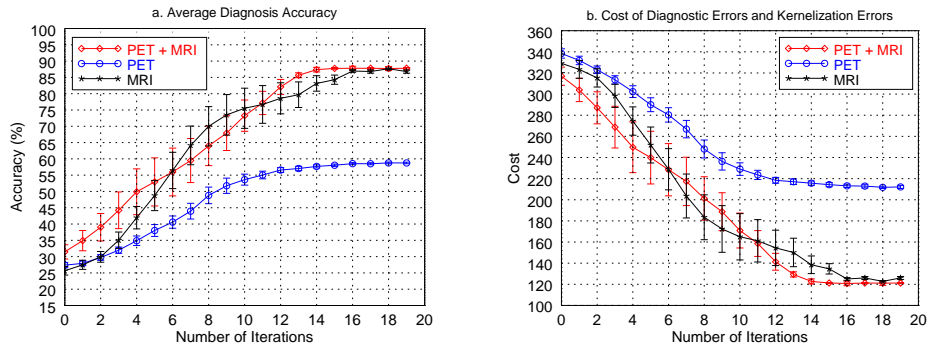 a. Average Diagnosis Accuracy
100
95
90
85
80
75
70
65
60
55
50
45
40
35
30
25
20
15
Accuracy (%)
PET + MRI
PET
MRI
0 2 4 6 8 10 12 14 16 18 20
Number of Iterations
b. Cost of Diagnostic Errors and Kernelization Errors
360
340
320
300
280
260
240
220
200
180
160
140
120
100
Cost
PET + MRI
PET
MRI
0 2 4 6 8 10 12 14 16 18 20
Number of Iterations